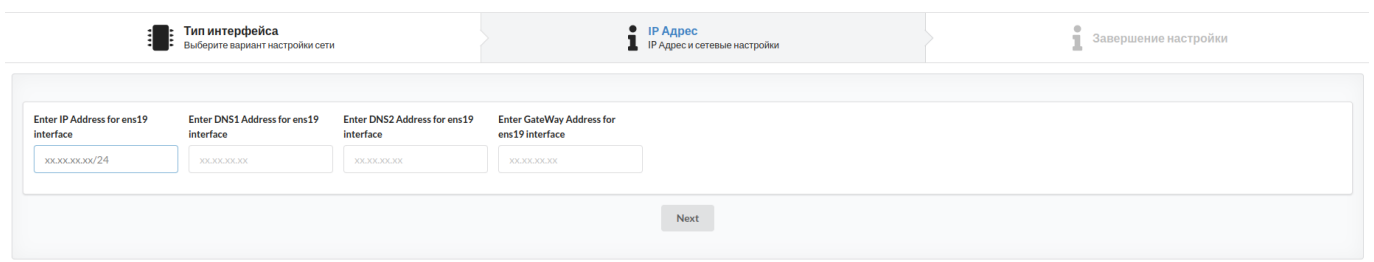 Тип интерфейса
Выберите вариант настройки сети
IP Адрес
IP Адрес и сетевые настройки
Завершение настройки
Enter IP Address for ens19
interface
xx.xx.xx.xx/24
Enter DNS1 Address for ens19
interface
xx.xx.xx.xx
Enter DNS2 Address for ens19
interface
xx.xx.xx.xx
Enter GateWay Address for
ens19 interface
xx.xx.xx.xx
Next